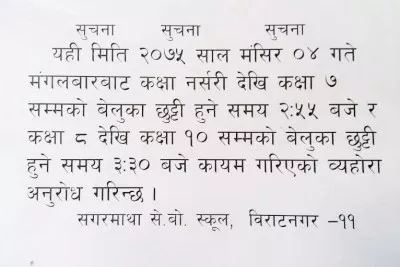 सुचना सुचना सुचना
यही मिति २०७५ साल मंसिर ०४ गते
मंगलबारबाट कक्षा नर्सरी देखि कक्षा ७
सम्मको बेलुका छुट्टी हुने समय २:५५ बजे र
कक्षा ८ देखि कक्षा १० सम्मको बेलुका छुट्टी
हुने समय ३:३० बजे कायम गरिएको व्यहोरा
अनुरोध गरिन्छ ।
सगरमाथा से.बो. स्कूल, विराटनगर -११